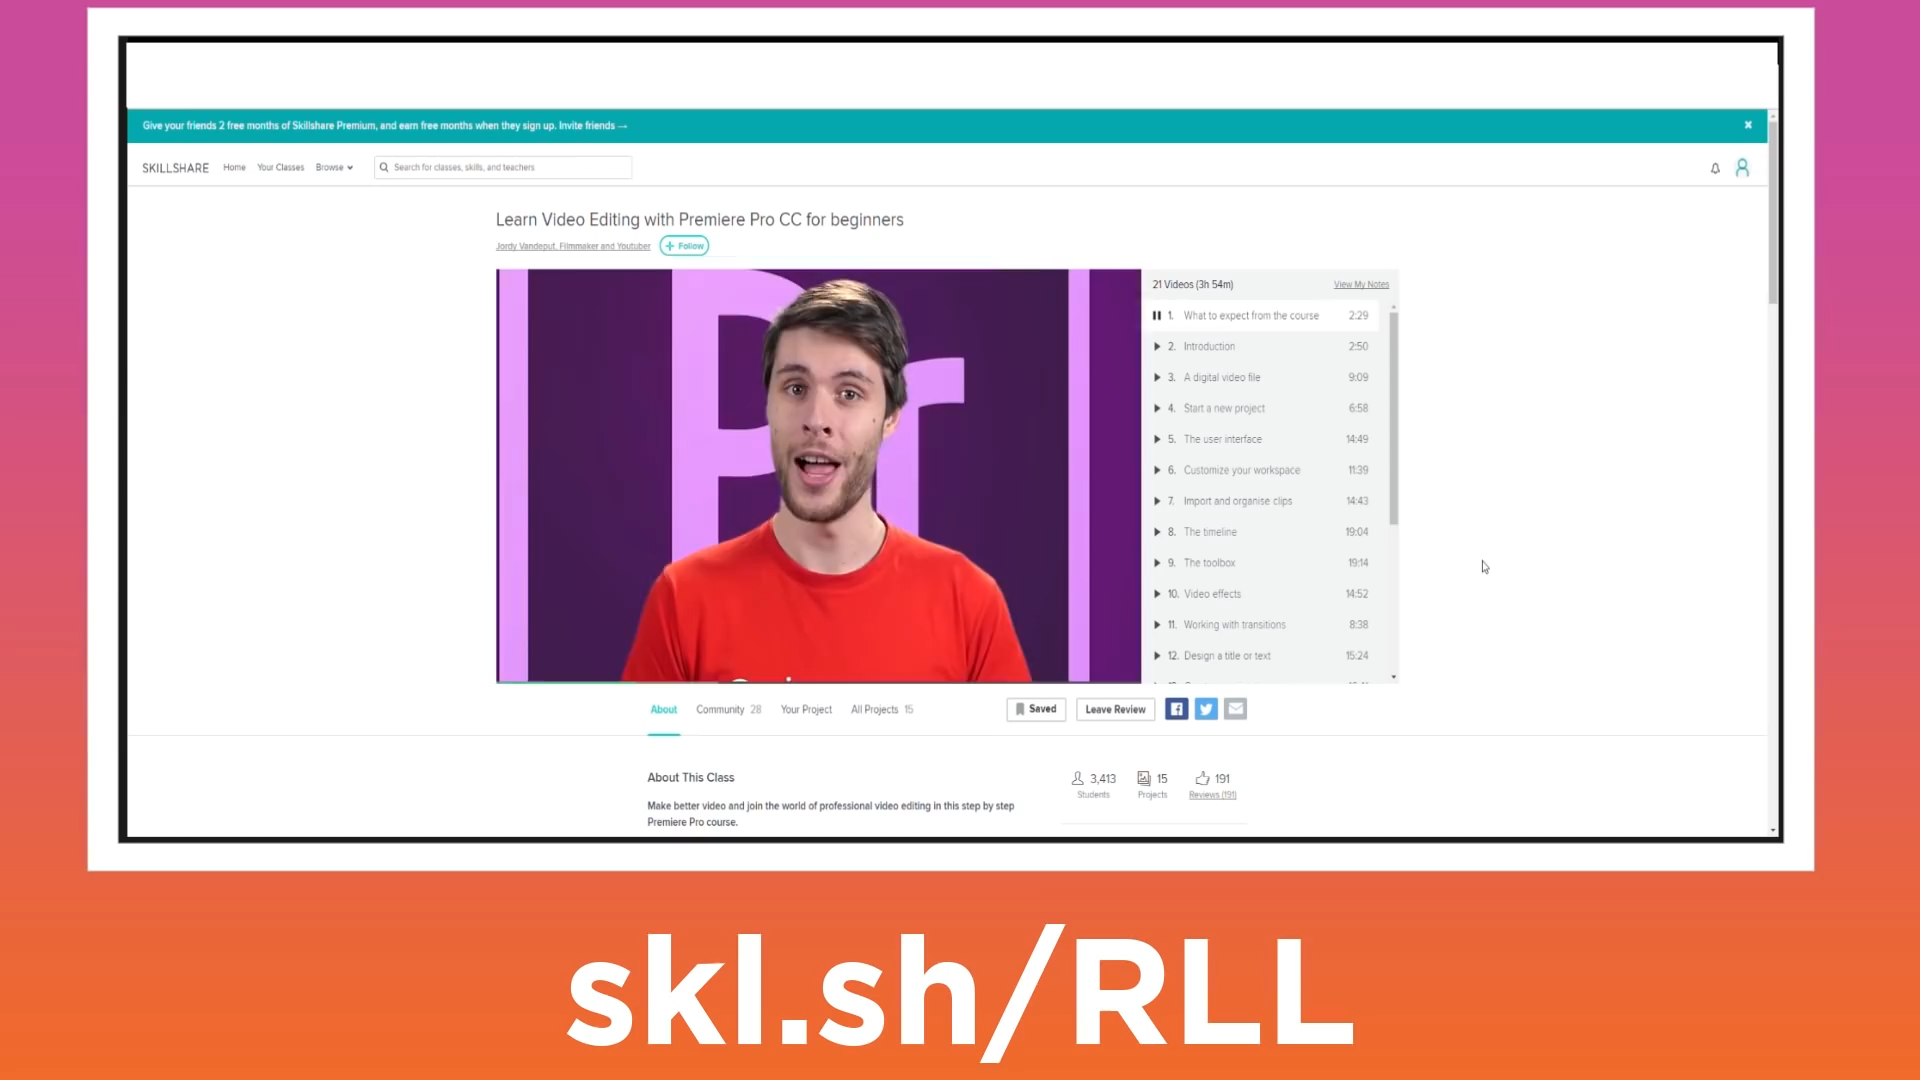 Give your friends 2 free months of Skillshare Premium, and earn free months when they sign up. Invite friends →
SKILLSHARE Home Your Classes Browse Search for classes, skills, and teachers
Learn Video Editing with Premiere Pro CC for beginners
Jordy Vandeput, Filmmaker and Youtuber + Follow
Pr
21 Videos (3h 54m) View My Notes
1. What to expect from the course 2:29
2. Introduction 2:50
3. A digital video file 9:09
4. Start a new project 6:58
5. The user interface 14:49
6. Customize your workspace 11:39
7. Import and organise clips 14:43
8. The timeline 19:04
9. The toolbox 19:14
10. Video effects 14:52
11. Working with transitions 8:38
12. Design a title or text 15:24
About Community 28 Your Project All Projects 15 Saved Leave Review
About This Class
Make better video and join the world of professional video editing in this step by step
Premiere Pro course.
3,413 15 191
Students Projects Reviews (191)
skl.sh/RLL